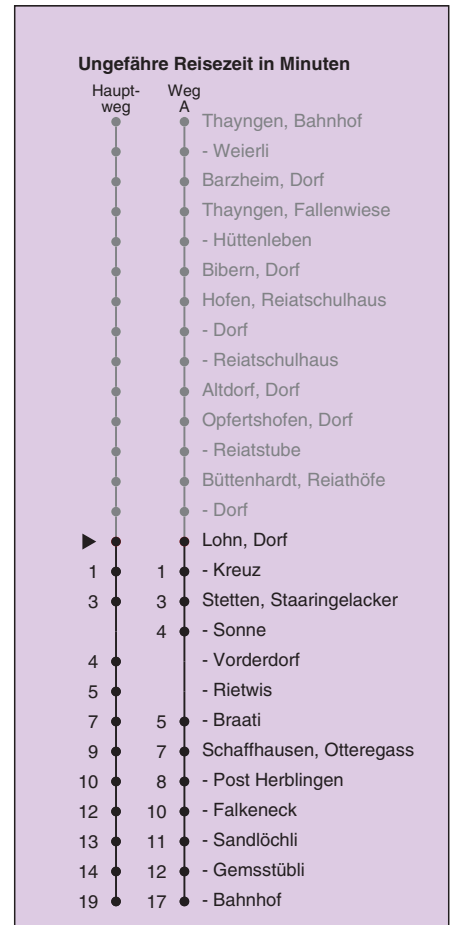 Ungefähre Reisezeit in Minuten
Haupt- Weg
weg A
Thayngen, Bahnhof
- Weierli
Barzheim, Dorf
Thayngen, Fallenwiese
- Hüttenleben
Bibern, Dorf
Hofen, Reiatschulhaus
- Dorf
- Reiatschulhaus
Altdorf, Dorf
Opfertshofen, Dorf
- Reiatstube
Büttenhardt, Reiathöfe
- Dorf
Lohn, Dorf
1 1 - Kreuz
3 3 Stetten, Staaringelacker
4 - Sonne
4 - Vorderdorf
5 - Rietwis
7 5 - Braati
9 7 Schaffhausen, Otteregass
10 8 - Post Herblingen
12 10 - Falkeneck
13 11 - Sandlöchli
14 12 - Gemsstübli
19 17 - Bahnhof